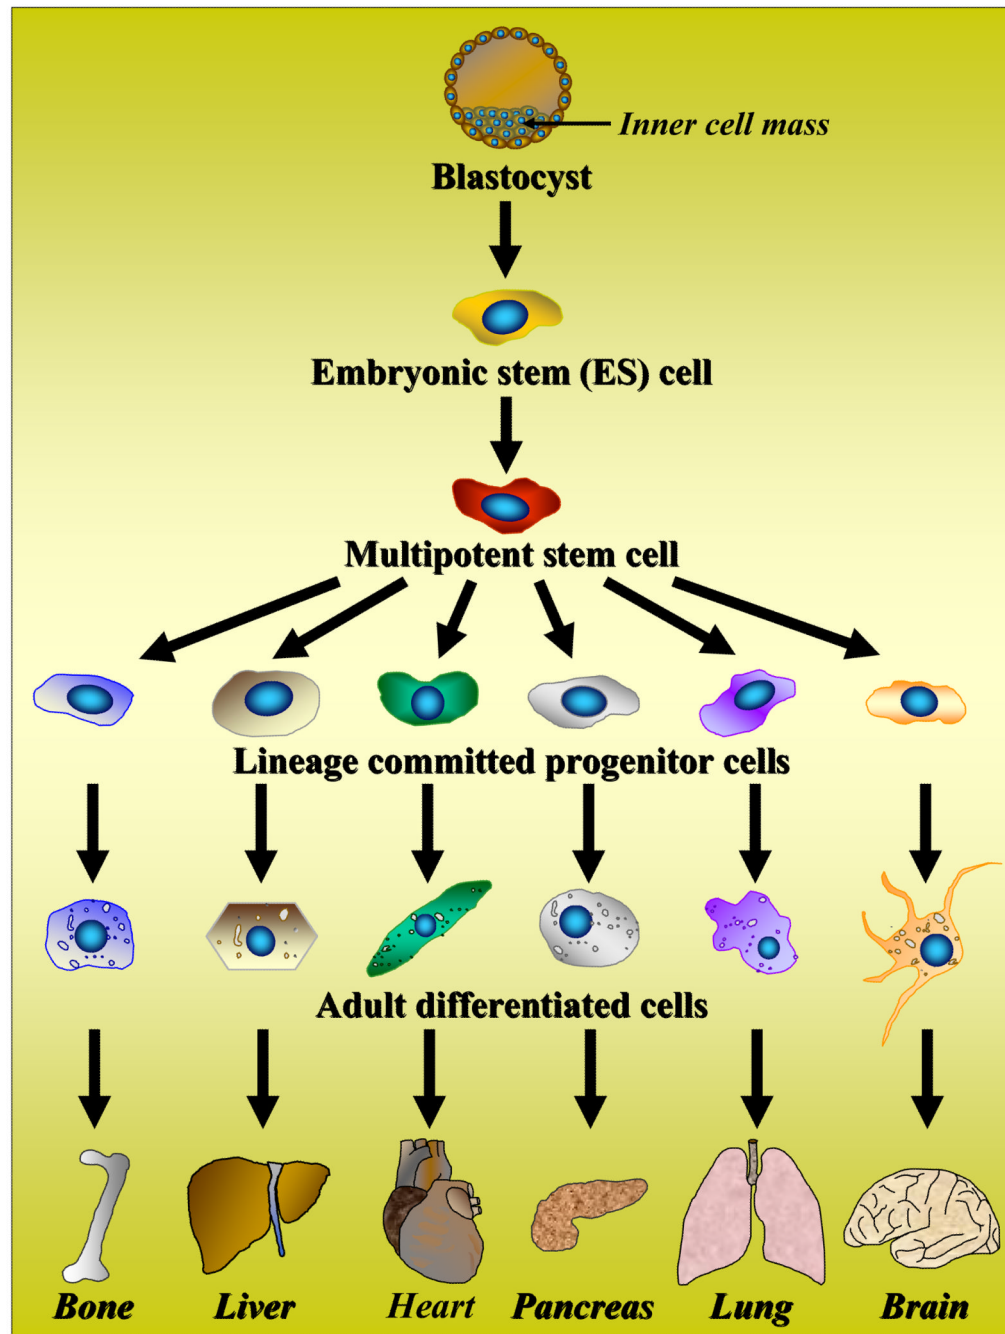 Inner cell mass
Blastocyst
Embryonic stem (ES) cell
Multipotent stem cell
Lineage committed progenitor cells
Adult differentiated cells
Bone Liver Heart Pancreas Lung Brain